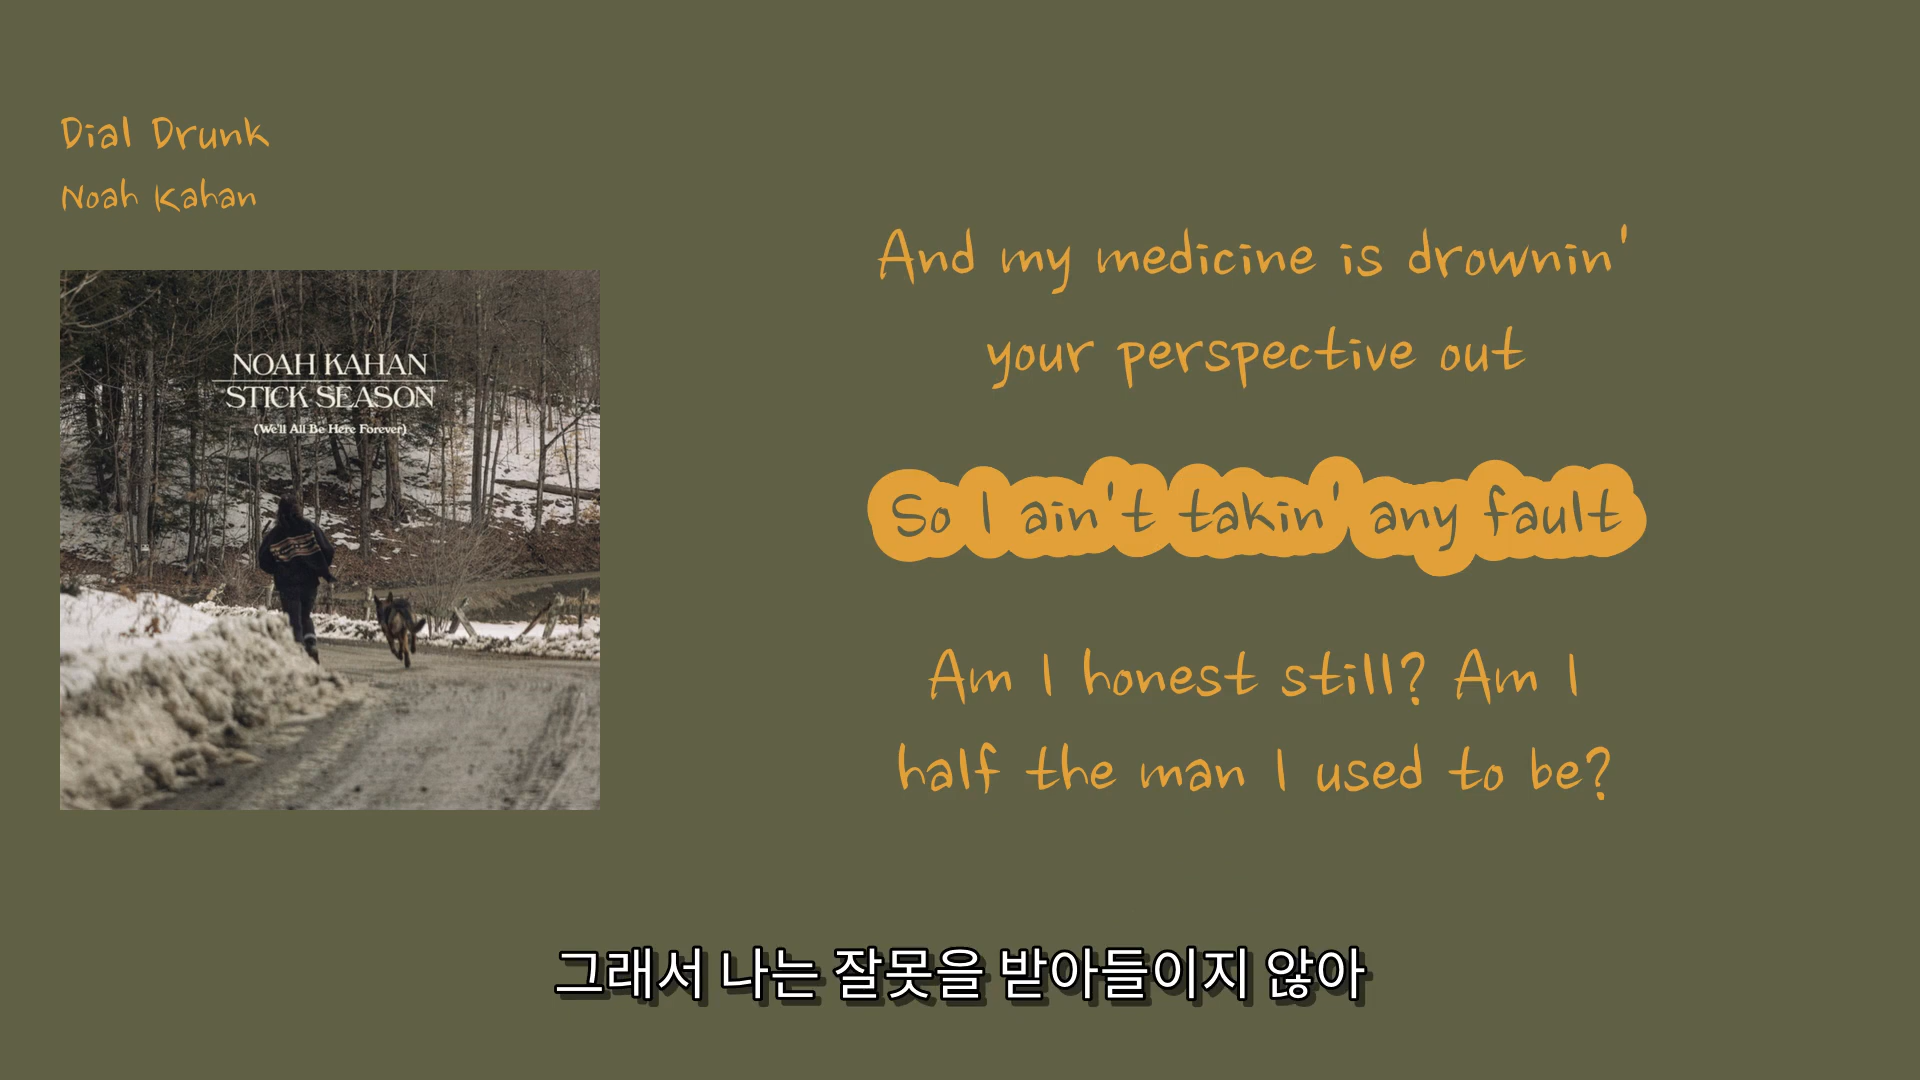 Dial Drunk
Noah Kahan
NOAH KAHAN
STICK SEASON
(We'll All Be Here Forever)
And my medicine is drownin'
your perspective out
So I ain't takin' any fault
Am I honest still? Am I
half the man I used to be?
그래서 나는 잘못을 받아들이지 않아